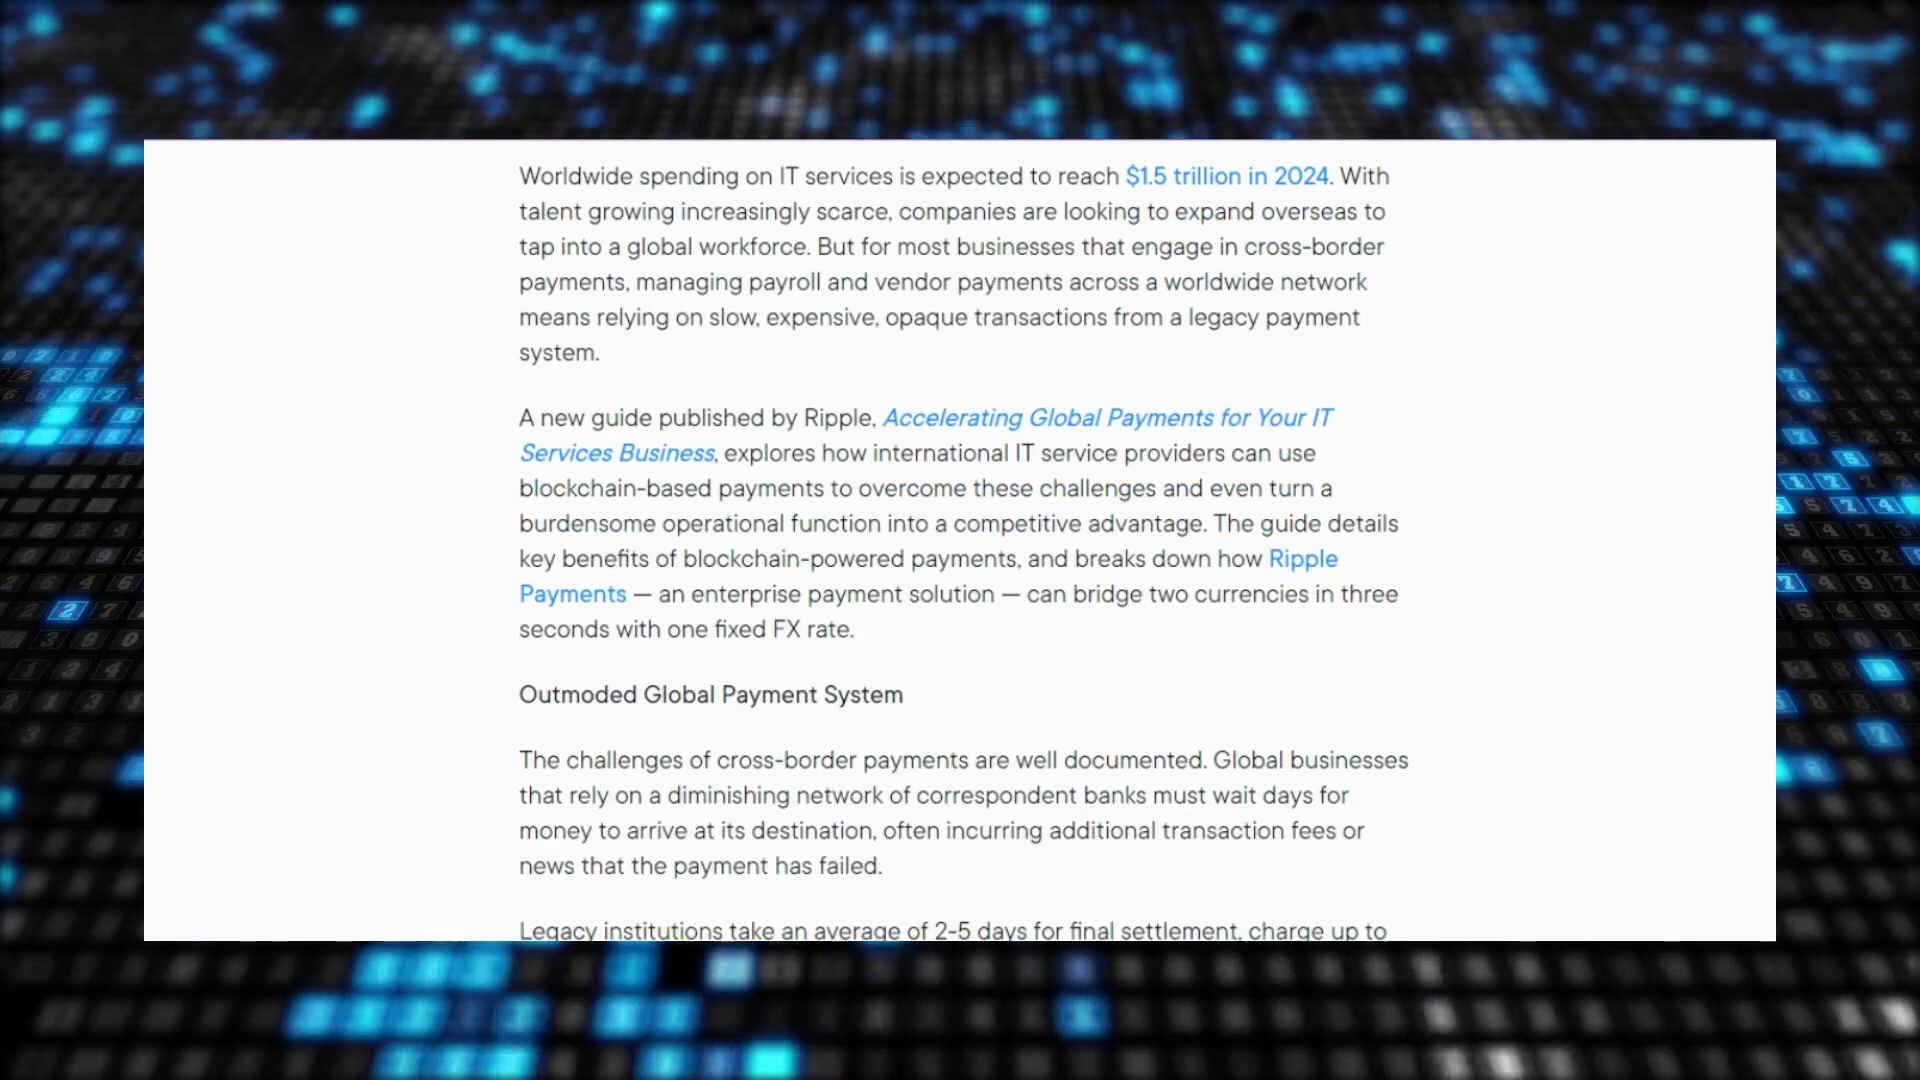 Worldwide spending on IT services is expected to reach $1.5 trillion in 2024. With
talent growing increasingly scarce, companies are looking to expand overseas to
tap into a global workforce. But for most businesses that engage in cross-border
payments, managing payroll and vendor payments across a worldwide network
means relying on slow, expensive, opaque transactions from a legacy payment
system.
A new guide published by Ripple, Accelerating Global Payments for Your IT
Services Business, explores how international IT service providers can use
blockchain-based payments to overcome these challenges and even turn a
burdensome operational function into a competitive advantage. The guide details
key benefits of blockchain-powered payments, and breaks down how Ripple
Payments — an enterprise payment solution — can bridge two currencies in three
seconds with one fixed FX rate.
Outmoded Global Payment System
The challenges of cross-border payments are well documented. Global businesses
that rely on a diminishing network of correspondent banks must wait days for
money to arrive at its destination, often incurring additional transaction fees or
news that the payment has failed.
Legacy institutions take an average of 2-5 days for final settlement, charge up to